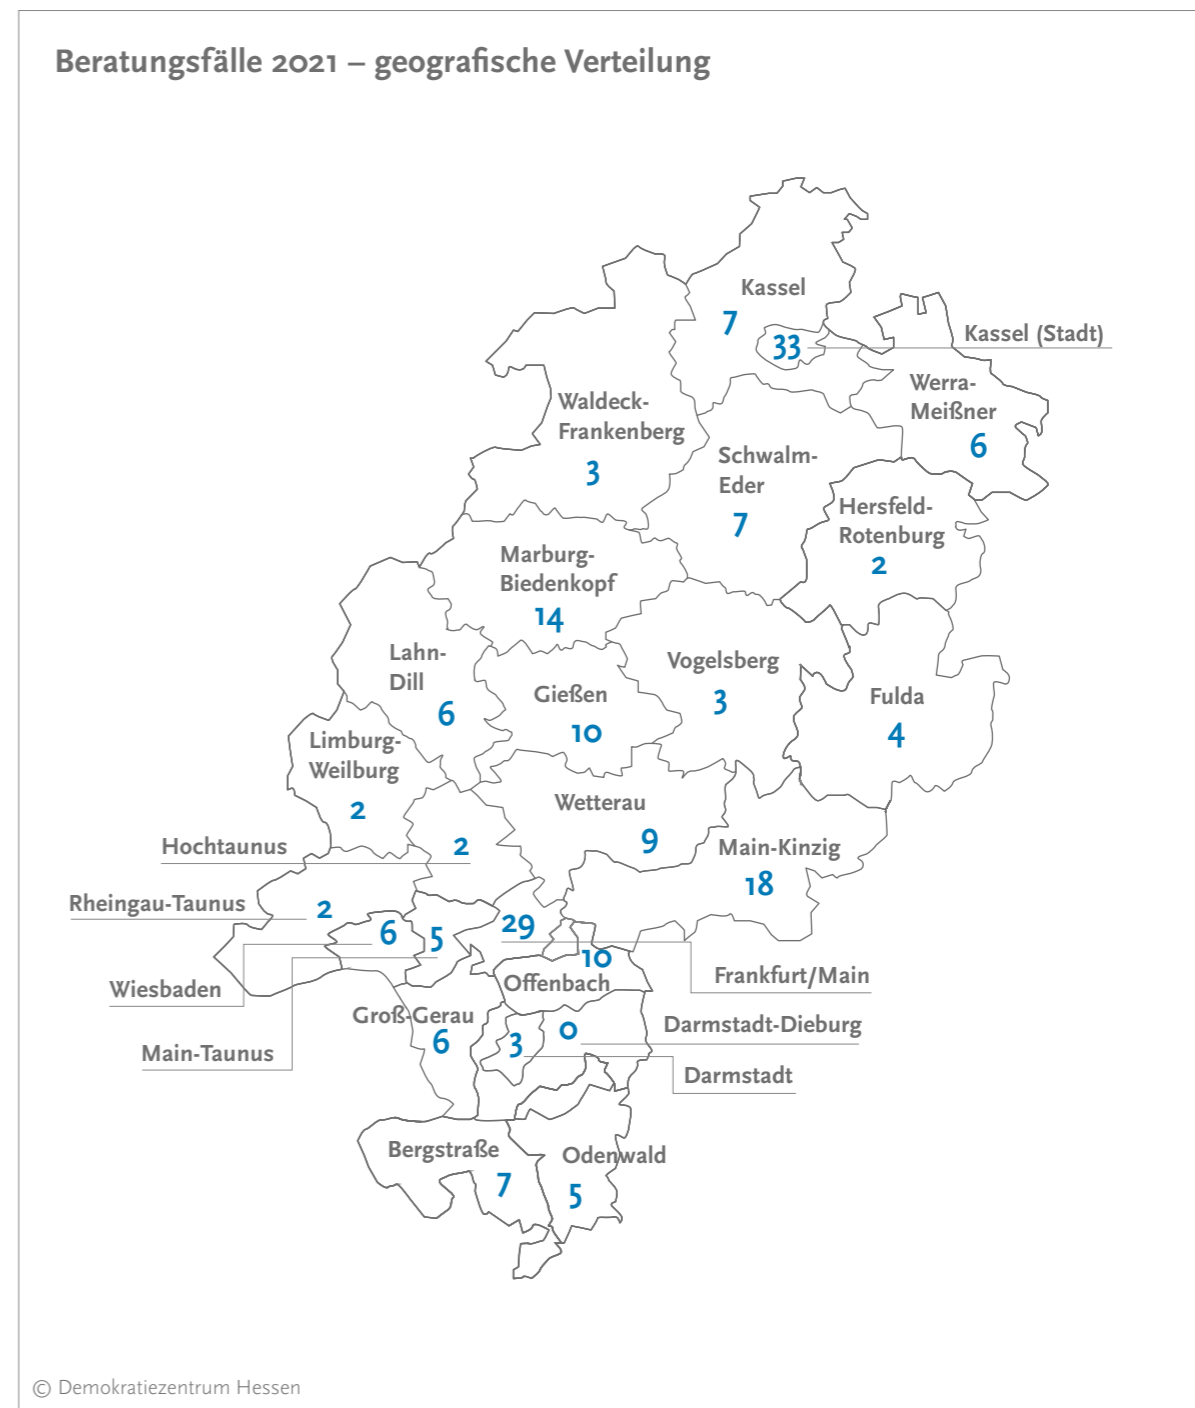 Beratungsfälle 2021 – geografische Verteilung
Kassel
7
33
Kassel (Stadt)
Werra-
Meißner
6
Waldeck-
Frankenberg
3
Schwalm-
Eder
7
Hersfeld-
Rotenburg
2
Marburg-
Biedenkopf
14
Lahn-
Dill
6
Gießen
10
Vogelsberg
3
Fulda
4
Limburg-
Weilburg
2
Wetterau
9
Main-Kinzig
18
Hochtaunus
2
Rheingau-Taunus
2
6
5
29
10
Offenbach
Frankfurt/Main
Wiesbaden
Groß-Gerau
6
3
0
Darmstadt-Dieburg
Main-Taunus
Darmstadt
Bergstraße
7
Odenwald
5
© Demokratiezentrum Hessen